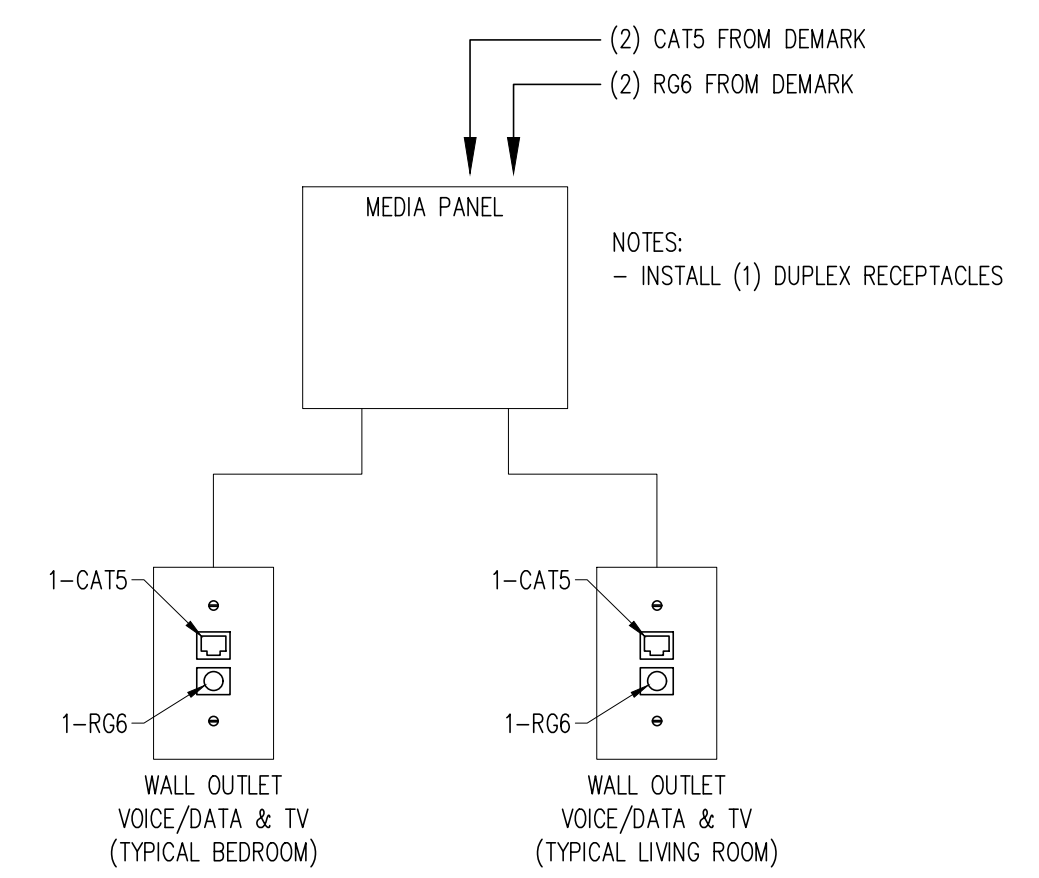 (2) CAT5 FROM DEMARK
(2) RG6 FROM DEMARK
MEDIA PANEL
NOTES:
- INSTALL (1) DUPLEX RECEPTACLES
1-CAT5
1-RG6
WALL OUTLET
VOICE/DATA & TV
(TYPICAL BEDROOM)
1-CAT5
1-RG6
WALL OUTLET
VOICE/DATA & TV
(TYPICAL LIVING ROOM)